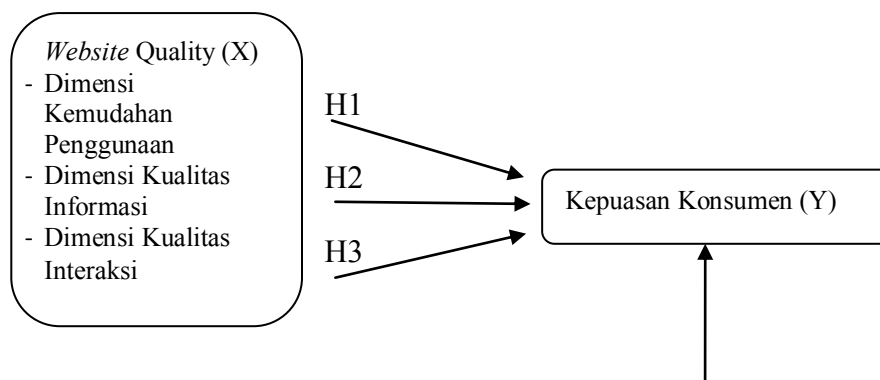 Website Quality (X)
- Dimensi
Kemudahan
Penggunaan
- Dimensi Kualitas
Informasi
- Dimensi Kualitas
Interaksi
H1
H2
H3
Kepuasan Konsumen (Y)